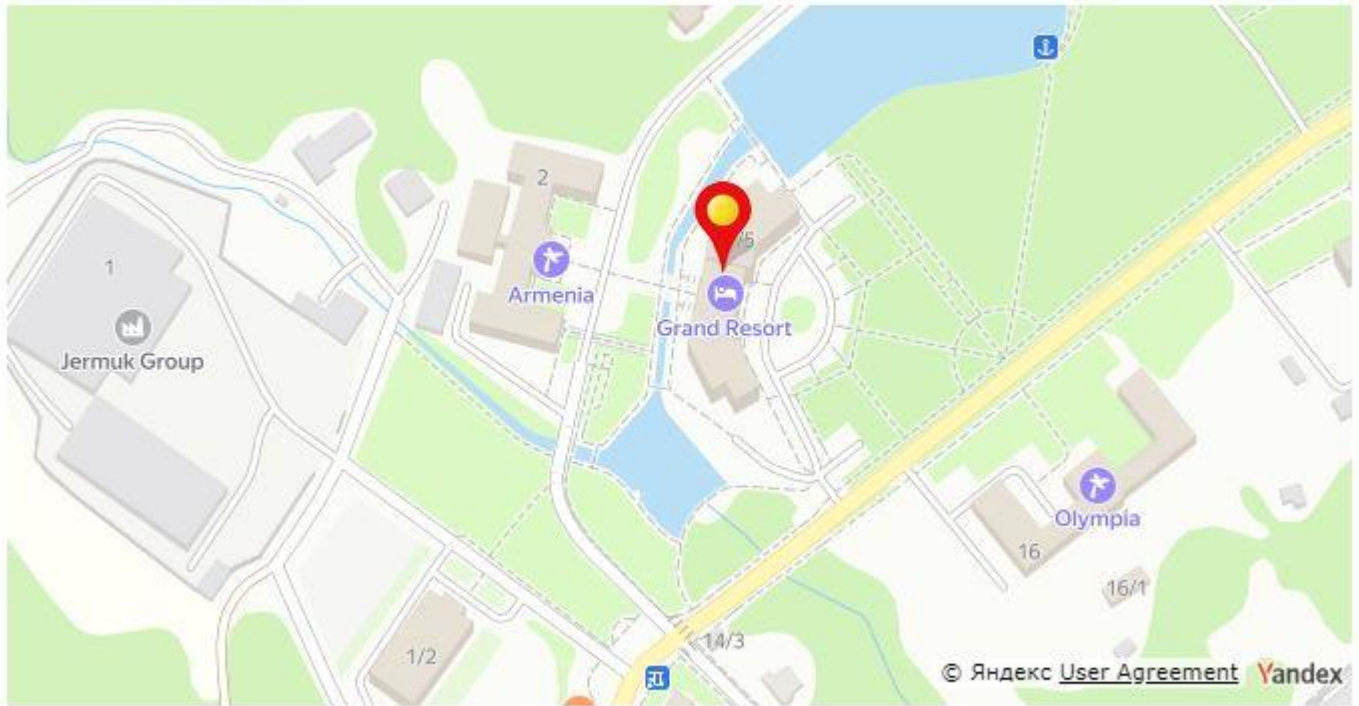 2
/5
Armenia
Grand Resort
1
Jermuk Group
Olympia
16
16/1
14/3
1/2
© Яндекс User Agreement Yandex